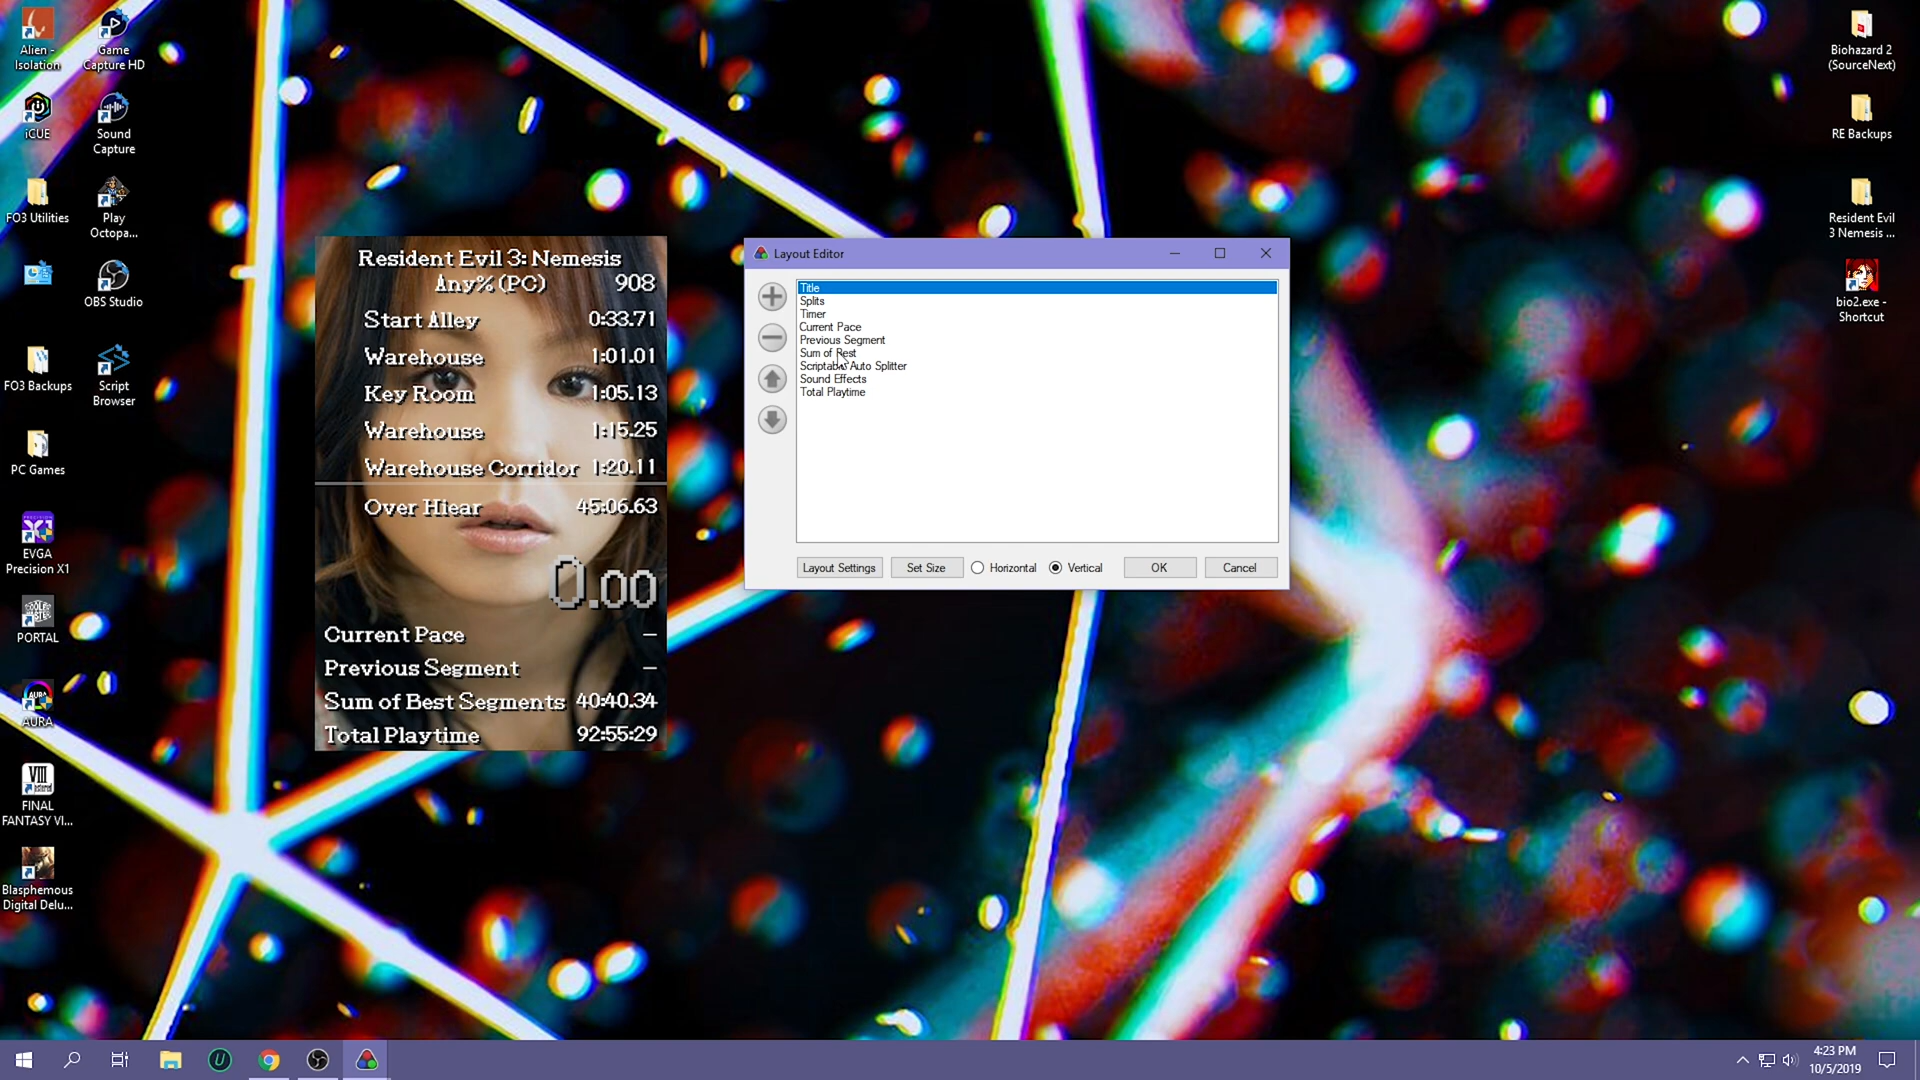 Alien -
Isolation
Game
Capture HD
iCUE
Sound
Capture
FO3 Utilities
Play
Octopa...
OBS Studio
FO3 Backups
Script
Browser
PC Games
EVGA
Precision X1
PORTAL
AURA
AURA
VIII
FINAL
FANTASY VI...
Blasphemous
Digital Delu...
Resident Evil 3: Nemesis
Any% (PC) 908
Start Alley 0:33.71
Warehouse 1:01.01
Key Room 1:05.13
Warehouse 1:15.25
Warehouse Corridor 1:20.11
Over Hiear 45:06.63
0.00
Current Pace –
Previous Segment –
Sum of Best Segments 40:40.34
Total Playtime 92:55:29
Layout Editor
Title
Splits
Timer
Current Pace
Previous Segment
Sum of Best
Scriptable Auto Splitter
Sound Effects
Total Playtime
Layout Settings Set Size Horizontal Vertical OK Cancel
Biohazard 2
(SourceNext)
RE Backups
Resident Evil
3 Nemesis ...
bio2.exe -
Shortcut
4:23 PM
10/5/2019